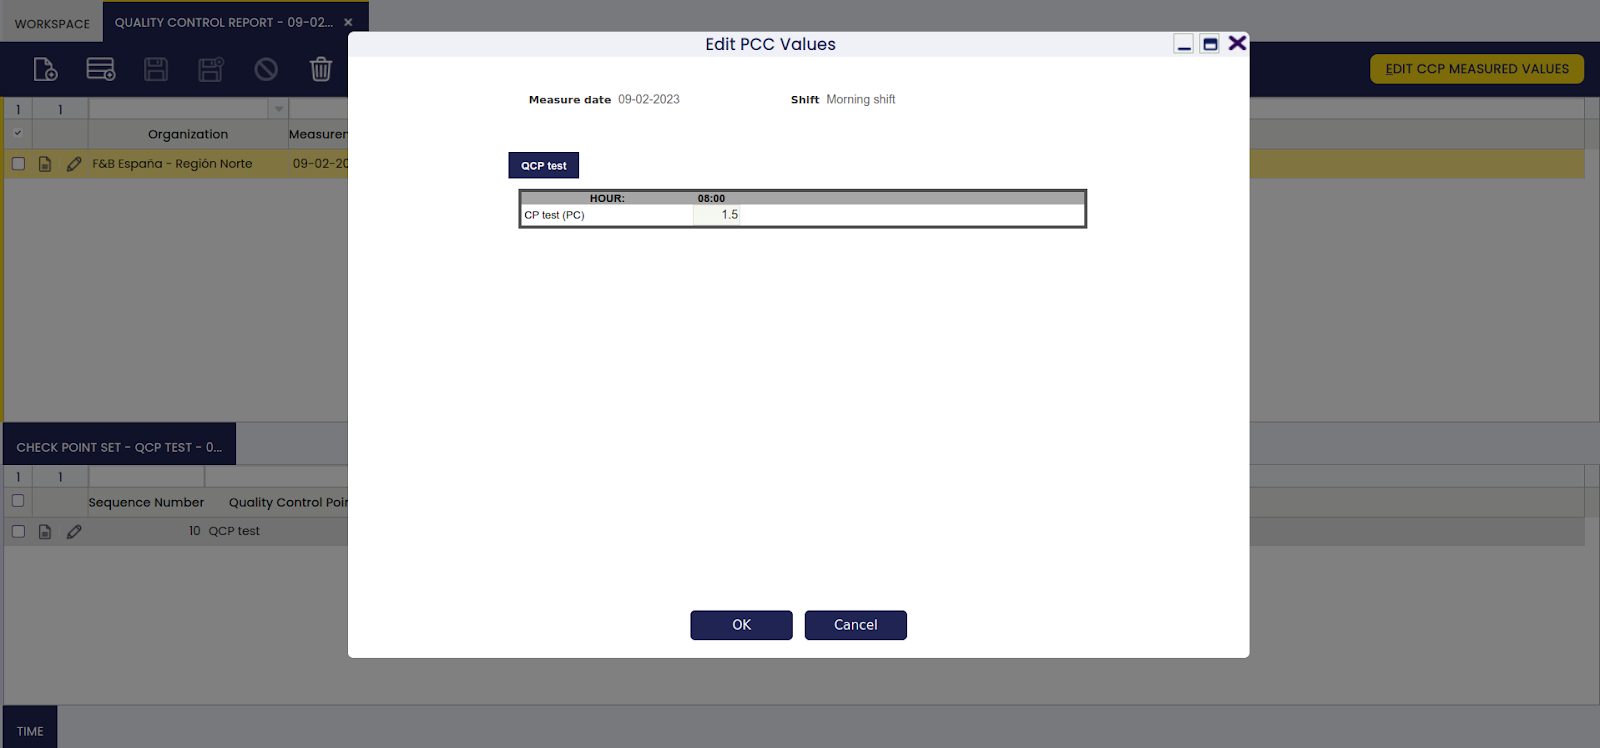 WORKSPACE
QUALITY CONTROL REPORT - 09-02...
Edit PCC Values
EDIT CCP MEASURED VALUES
Measure date 09-02-2023
Shift Morning shift
1 1
Organization Measuren
F&B España - Región Norte 09-02-20
QCP test
HOUR: 08:00
CP test (PC) 1.5
CHECK POINT SET - QCP TEST - 0...
1 1
Sequence Number Quality Control Poin
10 QCP test
OK Cancel
TIME